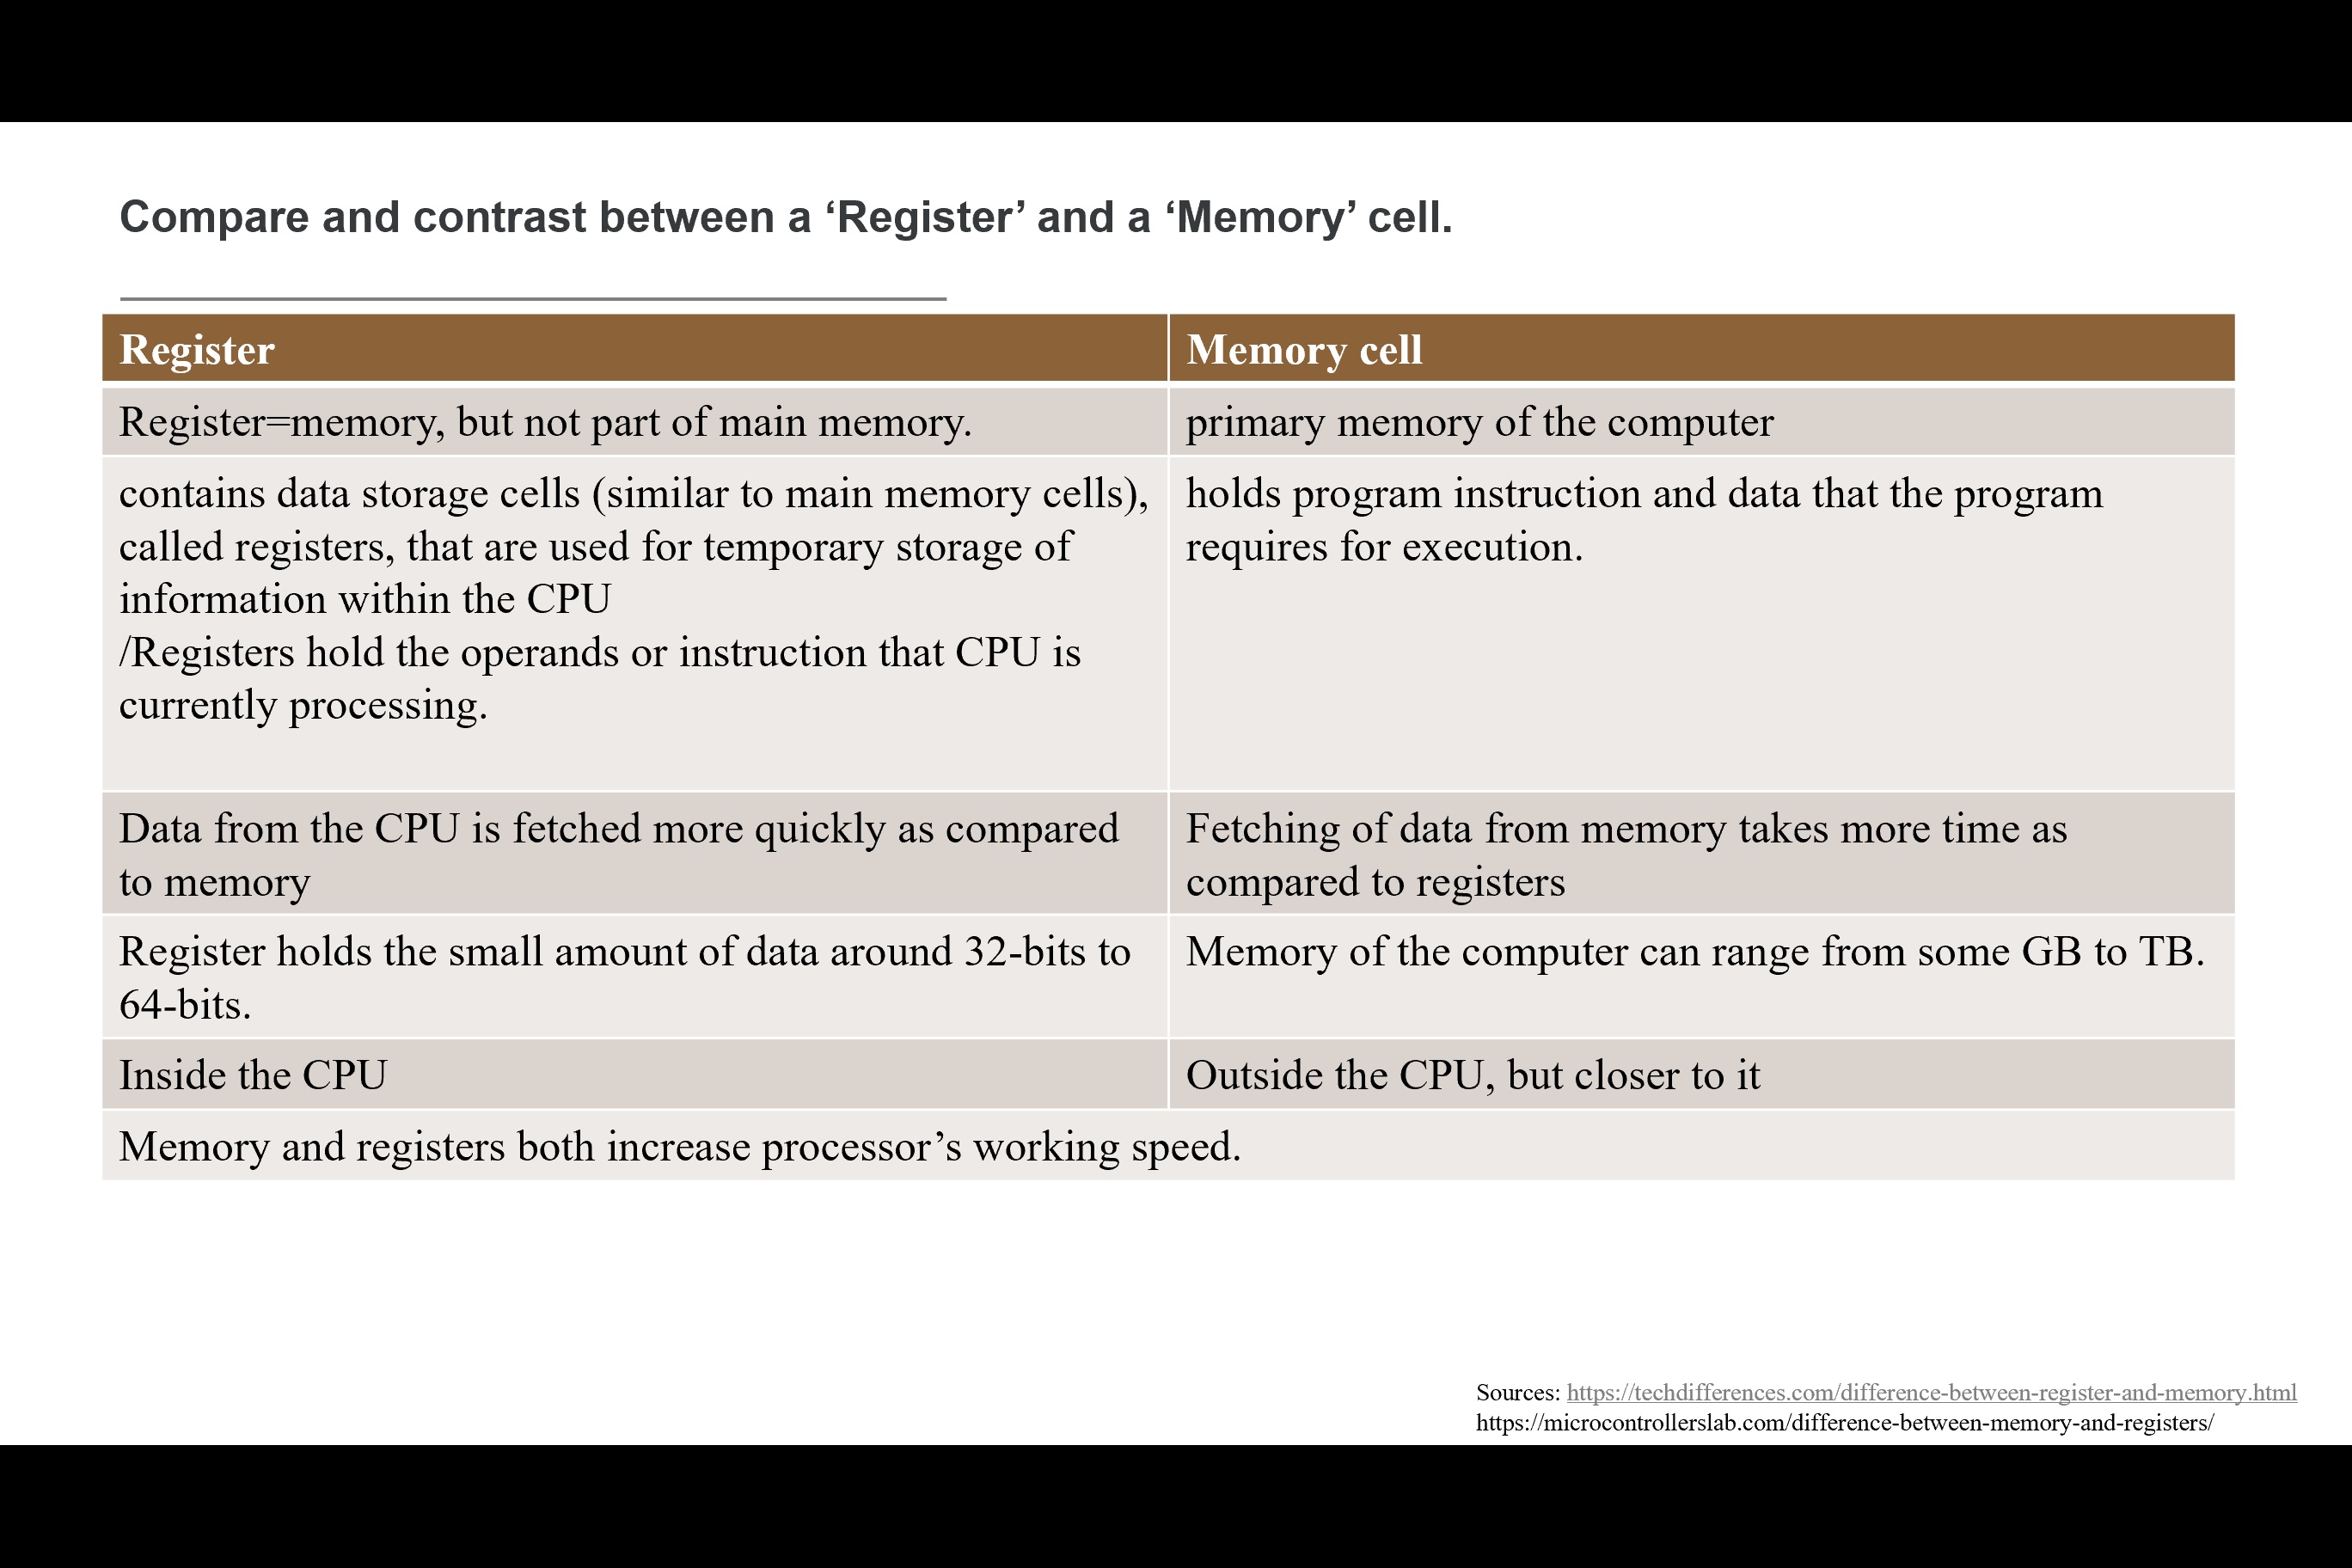 Compare and contrast between a ‘Register’ and a ‘Memory’ cell.
Register
Memory cell
Register=memory, but not part of main memory.
primary memory of the computer
contains data storage cells (similar to main memory cells),
called registers, that are used for temporary storage of
information within the CPU
/Registers hold the operands or instruction that CPU is
currently processing.
holds program instruction and data that the program
requires for execution.
Data from the CPU is fetched more quickly as compared
to memory
Fetching of data from memory takes more time as
compared to registers
Register holds the small amount of data around 32-bits to
64-bits.
Memory of the computer can range from some GB to TB.
Inside the CPU
Outside the CPU, but closer to it
Memory and registers both increase processor’s working speed.
Sources: https://techdifferences.com/difference-between-register-and-memory.html
https://microcontrollerslab.com/difference-between-memory-and-registers/